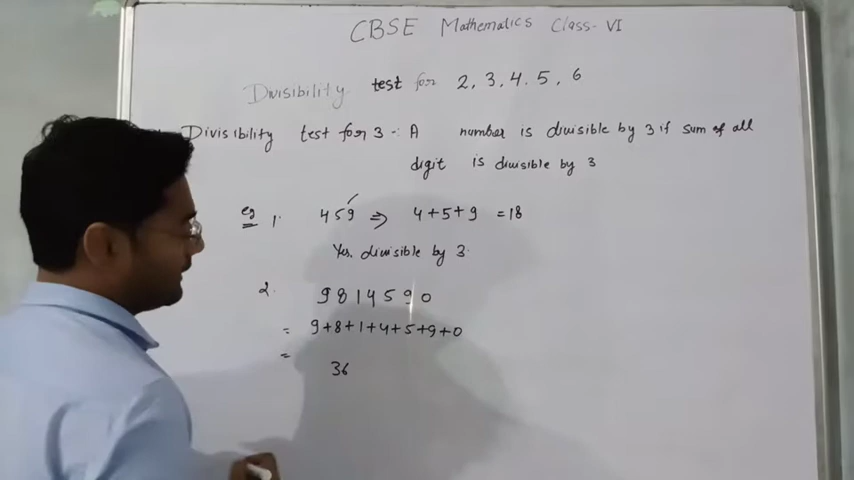 CBSE Mathematics Class- VI
Divisibility test for 2, 3, 4, 5, 6
Divisibility test for 3 -: A number is divisible by 3 if sum of all
digit is divisible by 3
eg 1. 459 ⇒ 4+5+9 = 18
Yes, divisible by 3.
2. 9814590
= 9+8+1+4+5+9+0
= 36